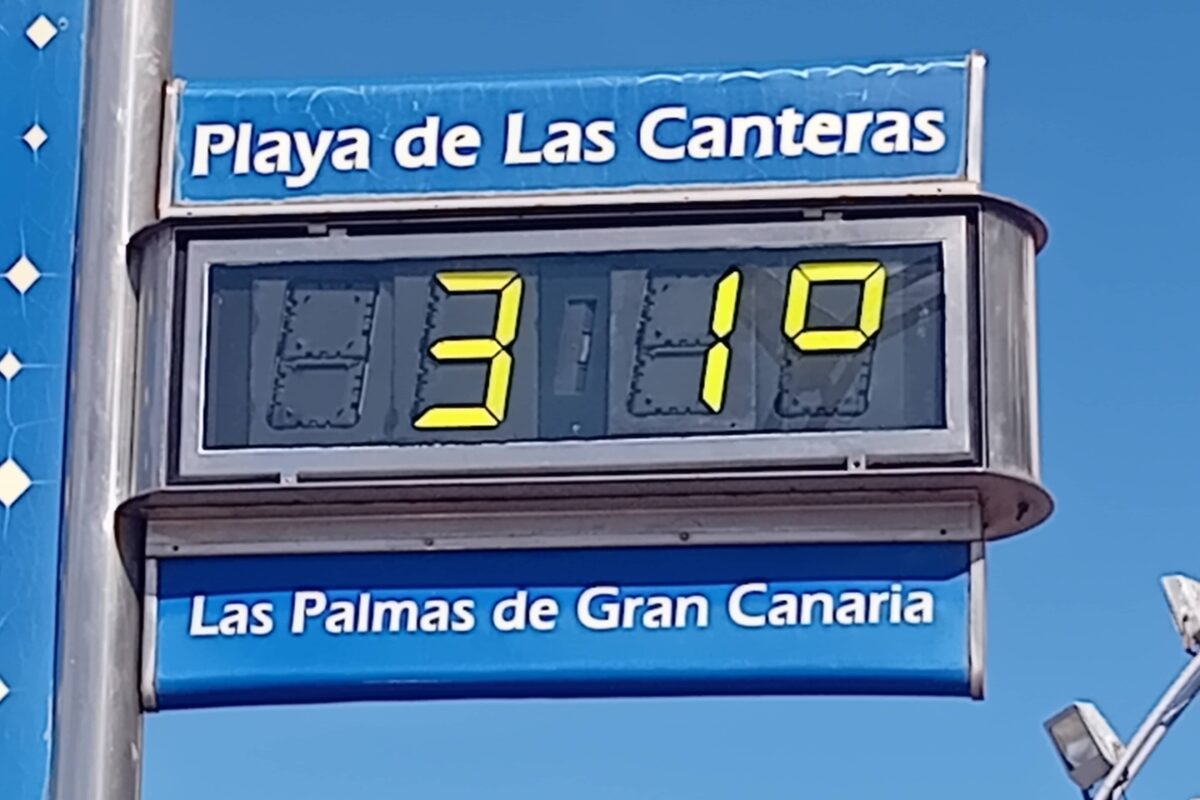 Playa de Las Canteras
31º
Las Palmas de Gran Canaria